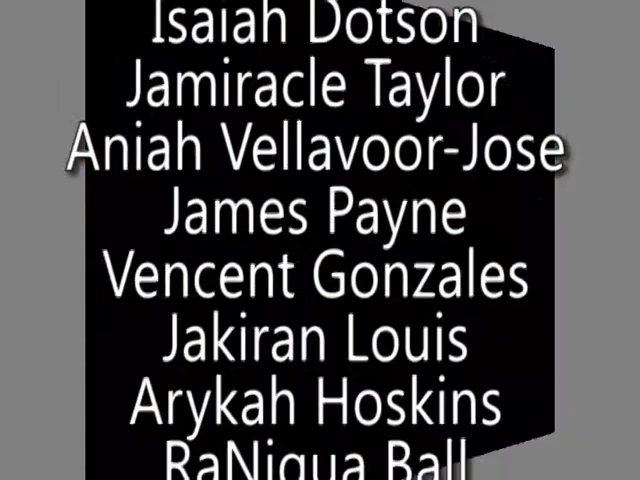 Isaiah Dotson
Jamiracle Taylor
Aniah Vellavoor-Jose
James Payne
Vencent Gonzales
Jakiran Louis
Arykah Hoskins
RaNiqua Ball